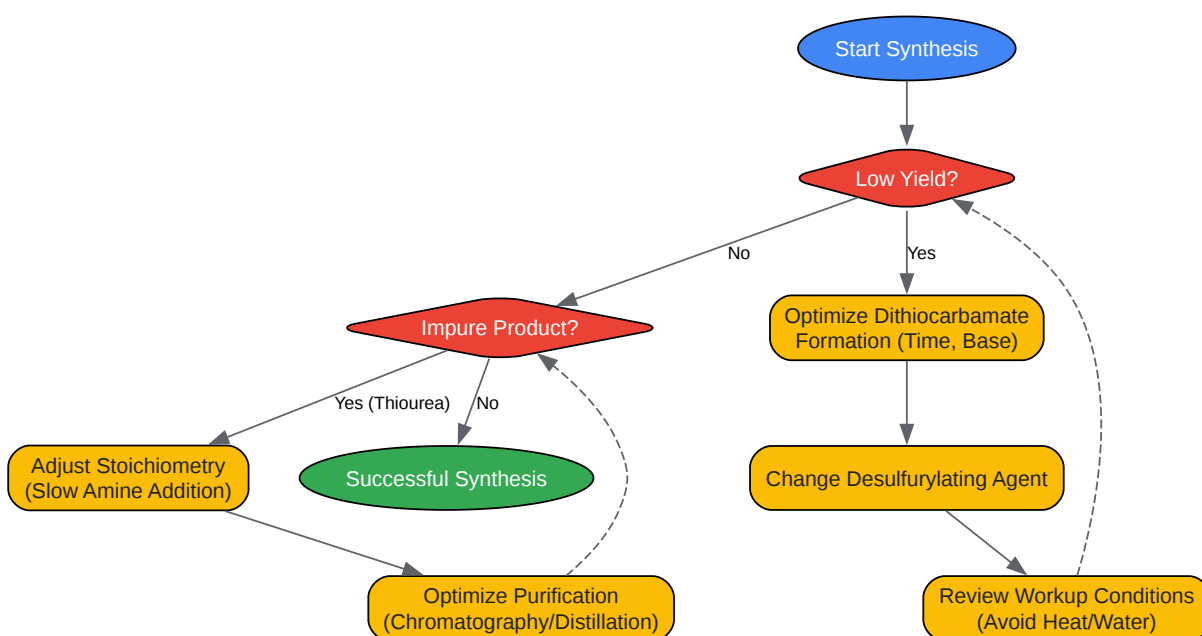 Start Synthesis
Low Yield?
No
Yes
Impure Product?
Optimize Dithiocarbamate
Formation (Time, Base)
Yes (Thiourea)
No
Adjust Stoichiometry
(Slow Amine Addition)
Successful Synthesis
Change Desulfurylating Agent
Optimize Purification
(Chromatography/Distillation)
Review Workup Conditions
(Avoid Heat/Water)